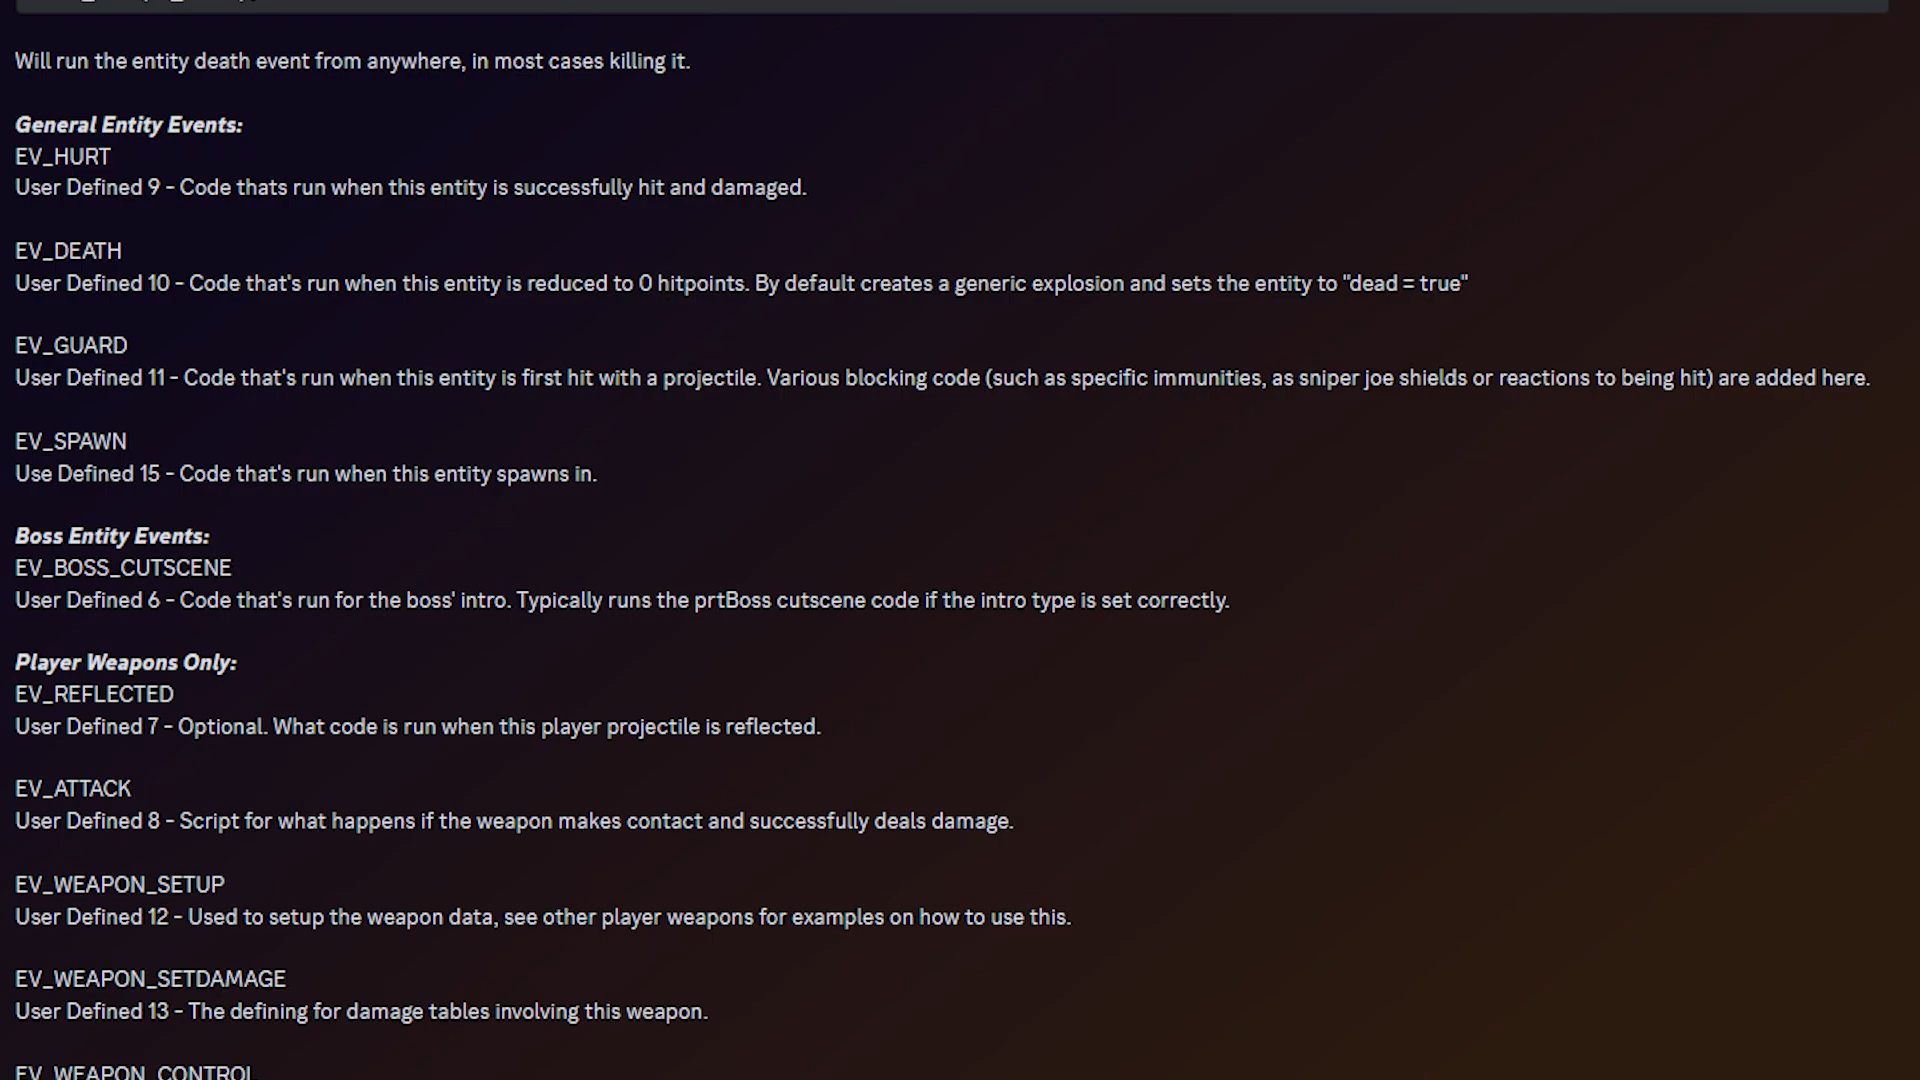 Will run the entity death event from anywhere, in most cases killing it.
General Entity Events:
EV_HURT
User Defined 9 - Code thats run when this entity is successfully hit and damaged.
EV_DEATH
User Defined 10 - Code that's run when this entity is reduced to 0 hitpoints. By default creates a generic explosion and sets the entity to "dead = true"
EV_GUARD
User Defined 11 - Code that's run when this entity is first hit with a projectile. Various blocking code (such as specific immunities, as sniper joe shields or reactions to being hit) are added here.
EV_SPAWN
Use Defined 15 - Code that's run when this entity spawns in.
Boss Entity Events:
EV_BOSS_CUTSCENE
User Defined 6 - Code that's run for the boss' intro. Typically runs the prtBoss cutscene code if the intro type is set correctly.
Player Weapons Only:
EV_REFLECTED
User Defined 7 - Optional. What code is run when this player projectile is reflected.
EV_ATTACK
User Defined 8 - Script for what happens if the weapon makes contact and successfully deals damage.
EV_WEAPON_SETUP
User Defined 12 - Used to setup the weapon data, see other player weapons for examples on how to use this.
EV_WEAPON_SETDAMAGE
User Defined 13 - The defining for damage tables involving this weapon.
EV_WEAPON_CONTROL